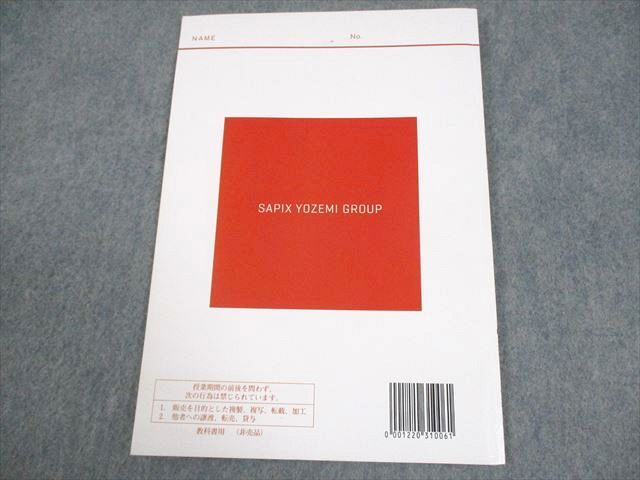 NAME No.
SAPIX YOZEMI GROUP
授業期間の前後を問わず、
次の行為は禁じられています。
1. 販売を目的とした複製、複写、転載、加工
2. 他者への譲渡、転売、貸与
教科書用 （非売品）
0 001220 310061